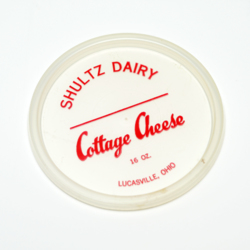 SHULTZ DAIRY
Cottage Cheese
16 OZ.
LUCASVILLE, OHIO